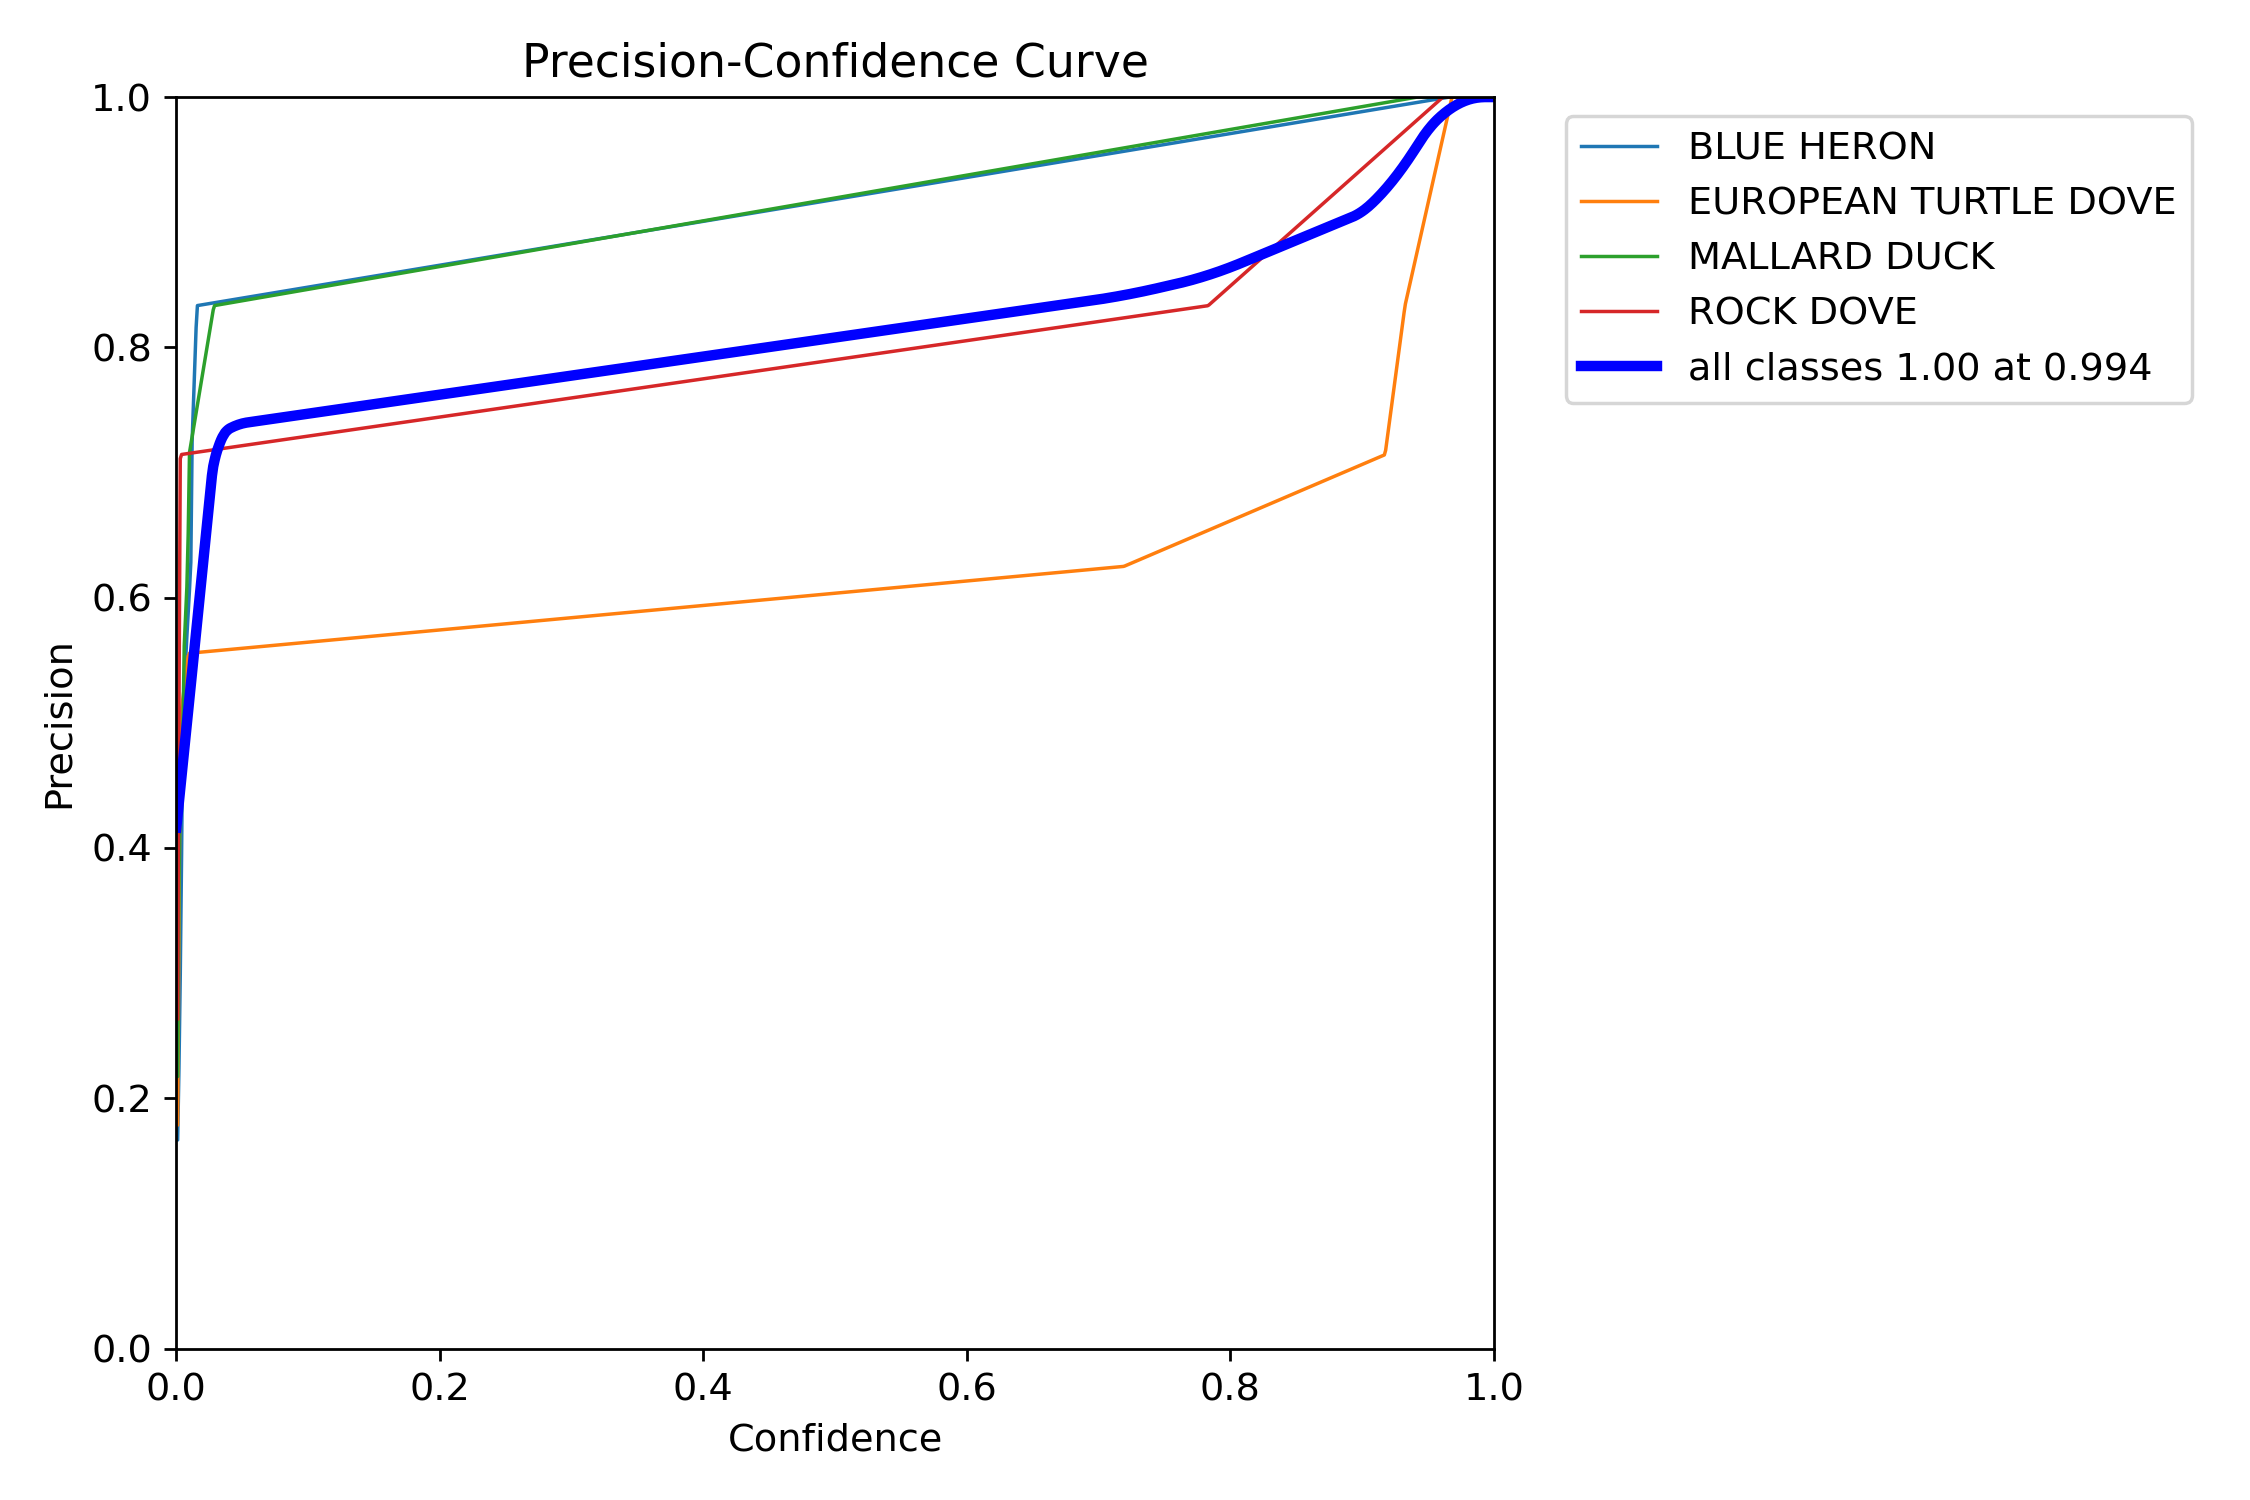 Precision-Confidence Curve
1.0
0.8
0.6
0.4
0.2
0.0
Precision
0.0 0.2 0.4 0.6 0.8 1.0
Confidence
BLUE HERON
EUROPEAN TURTLE DOVE
MALLARD DUCK
ROCK DOVE
all classes 1.00 at 0.994